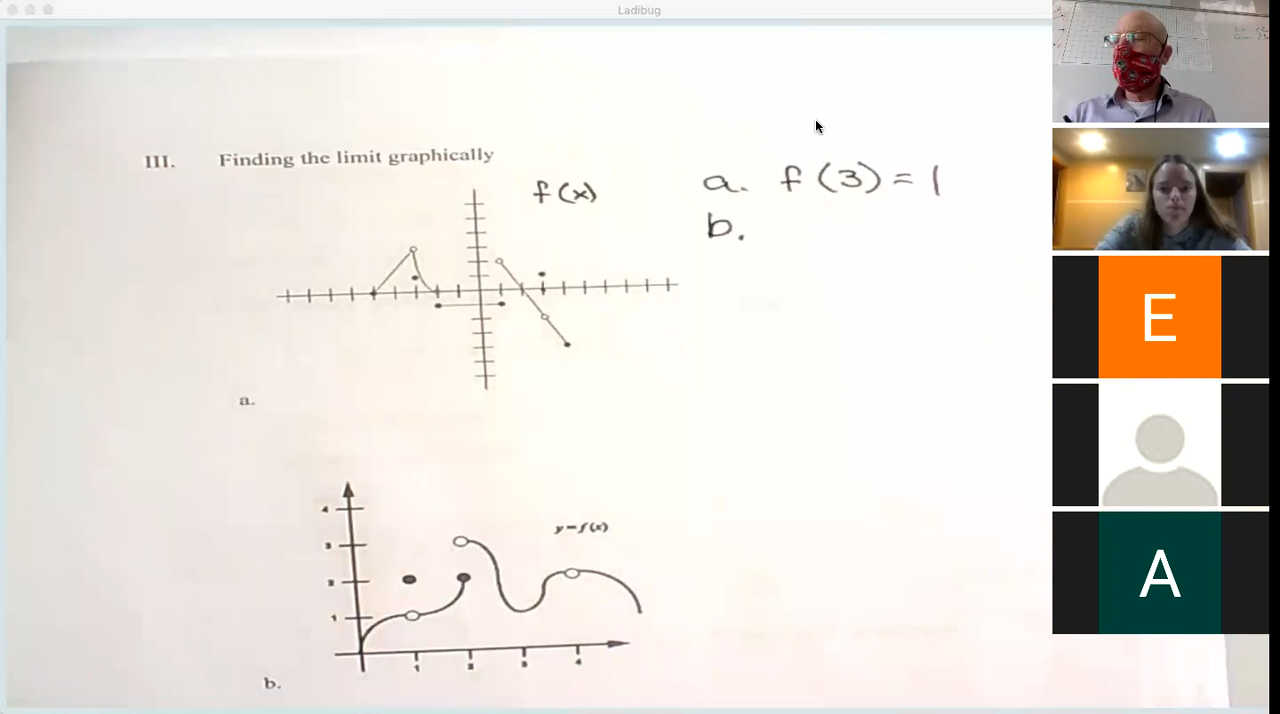 Ladibug
III. Finding the limit graphically
f(x)
a. f(3) = 1
b.
a.
4
3
2
1
y=f(x)
1 2 3 4
b.
E
A